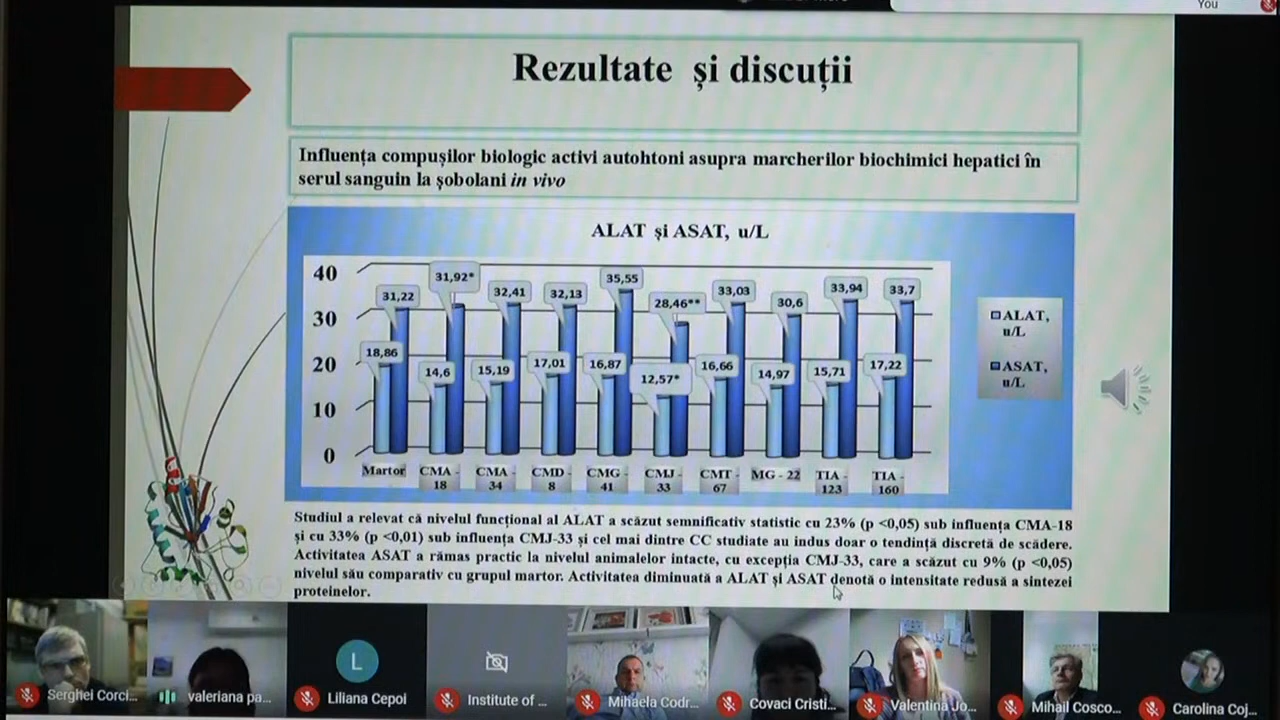 You
Rezultate și discuții
Influența compușilor biologic activi autohtoni asupra marcherilor biochimici hepatici în
serul sanguin la șobolani in vivo
ALAT și ASAT, u/L
40
30
20
10
0
31,22
31,92*
32,41
32,13
35,55
28,46**
33,03
30,6
33,94
33,7
18,86
14,6
15,19
17,01
16,87
12,57*
16,66
14,97
15,71
17,22
Martor
CMA -
18
CMA -
34
CMD -
8
CMG -
41
CMJ -
33
CMT -
67
MG - 22
TIA -
123
TIA -
160
ALAT,
u/L
ASAT,
u/L
Studiul a relevat că nivelul funcțional al ALAT a scăzut semnificativ statistic cu 23% (p <0,05) sub influența CMA-18
și cu 33% (p <0,01) sub influența CMJ-33 și cel mai dintre CC studiate au indus doar o tendință discretă de scădere.
Activitatea ASAT a rămas practic la nivelul animalelor intacte, cu excepția CMJ-33, care a scăzut cu 9% (p <0,05)
nivelul său comparativ cu grupul martor. Activitatea diminuată a ALAT și ASAT denotă o intensitate redusă a sintezei
proteinelor.
Serghei Corci...
valeriana pa...
L
Liliana Cepoi
Institute of ...
Mihaela Codr...
Covaci Cristi...
Valentina Jo...
Mihail Cosco...
Carolina Coj...